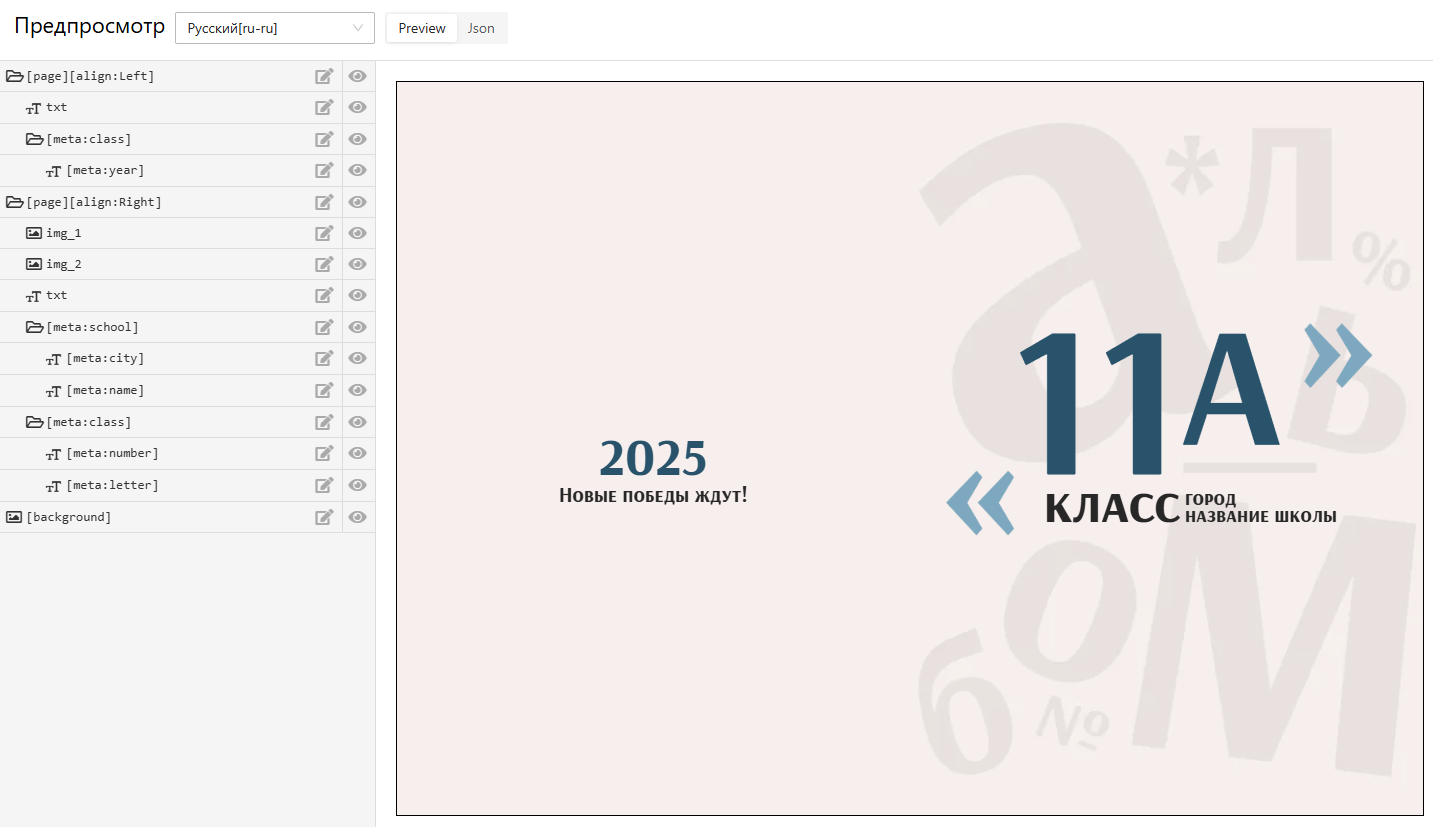 Предпросмотр Русский[ru-ru] Preview Json
[page][align:Left]
txt
[meta:class]
[meta:year]
[page][align:Right]
img_1
img_2
txt
[meta:school]
[meta:city]
[meta:name]
[meta:class]
[meta:number]
[meta:letter]
[background]
2025
Новые победы ждут!
а*л%
ь
бом
№
»
11А
«
КЛАСС
город
название школы